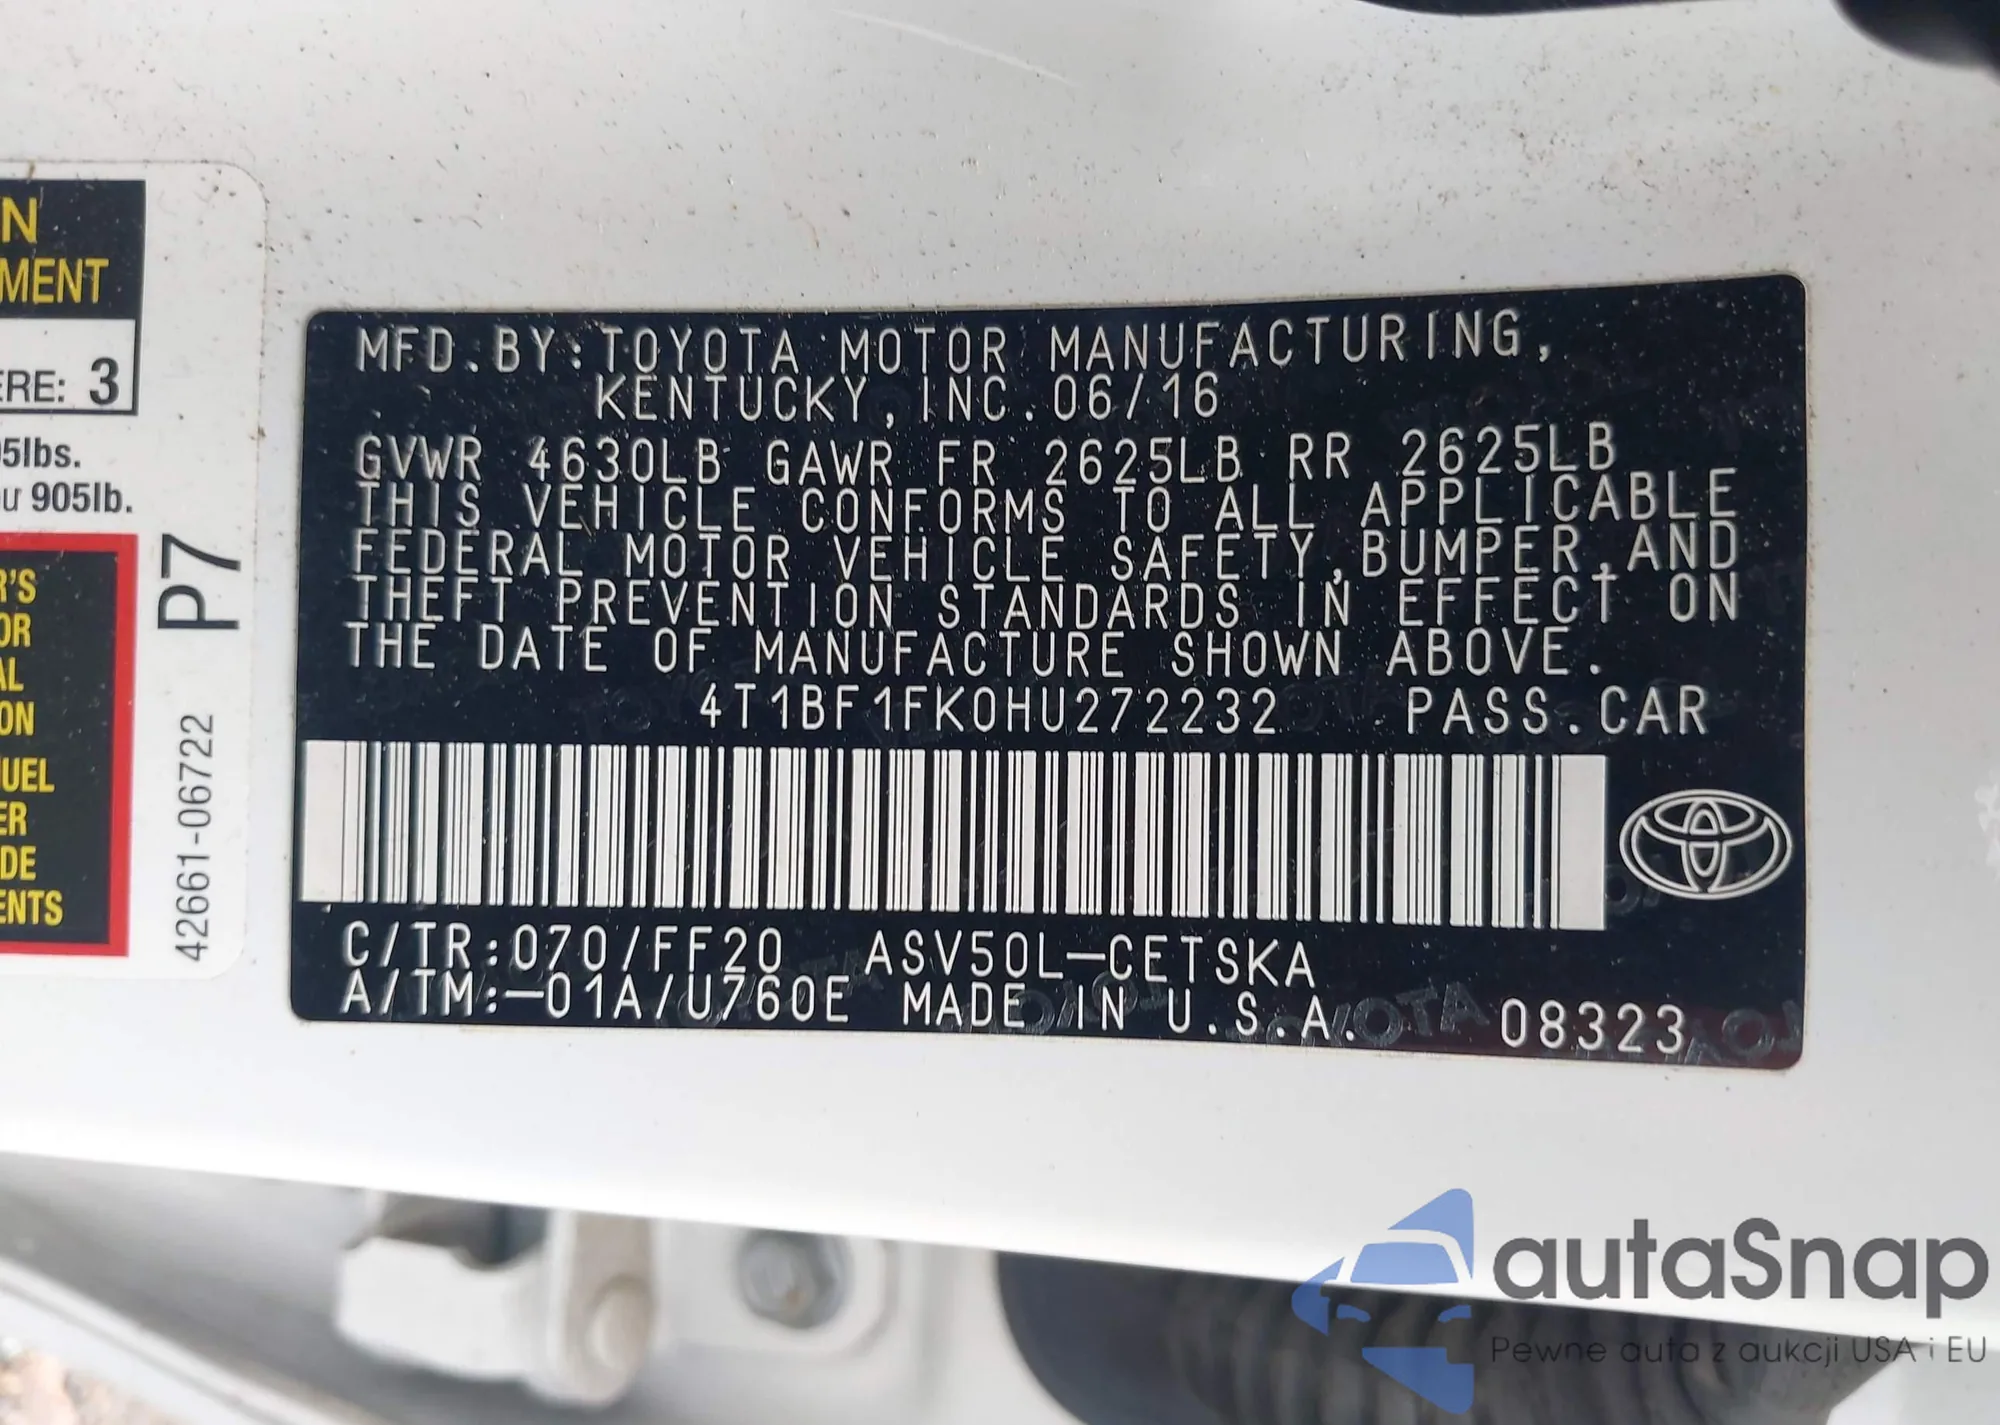 N
MENT
ERE: 3
05lbs.
u 905lb.
R'S
OR
AL
ON
UEL
ER
DE
ENTS
P7
42661-06722
MFD.BY:TOYOTA MOTOR MANUFACTURING,
KENTUCKY,INC.06/16
GVWR 4630LB GAWR FR 2625LB RR 2625LB
THIS VEHICLE CONFORMS TO ALL APPLICABLE
FEDERAL MOTOR VEHICLE SAFETY,BUMPER,AND
THEFT PREVENTION STANDARDS IN EFFECT ON
THE DATE OF MANUFACTURE SHOWN ABOVE.
4T1BF1FK0HU272232 PASS.CAR
C/TR:070/FF20 ASV50L-CETSKA
A/TM:-01A/U760E MADE IN U.S.A. 08323
autaSnap
Pewne auta z aukcji USA i EU